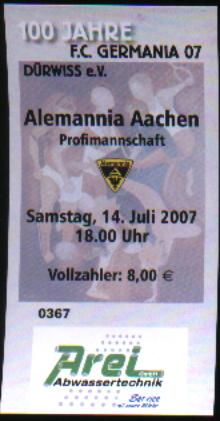 100 JAHRE
F.C. GERMANIA 07
DÜRWISS e.V.
Alemannia Aachen
Profimannschaft
Samstag, 14. Juli 2007
18.00 Uhr
Vollzahler: 8,00 €
0367
Arei
GmbH
Abwassertechnik
Service